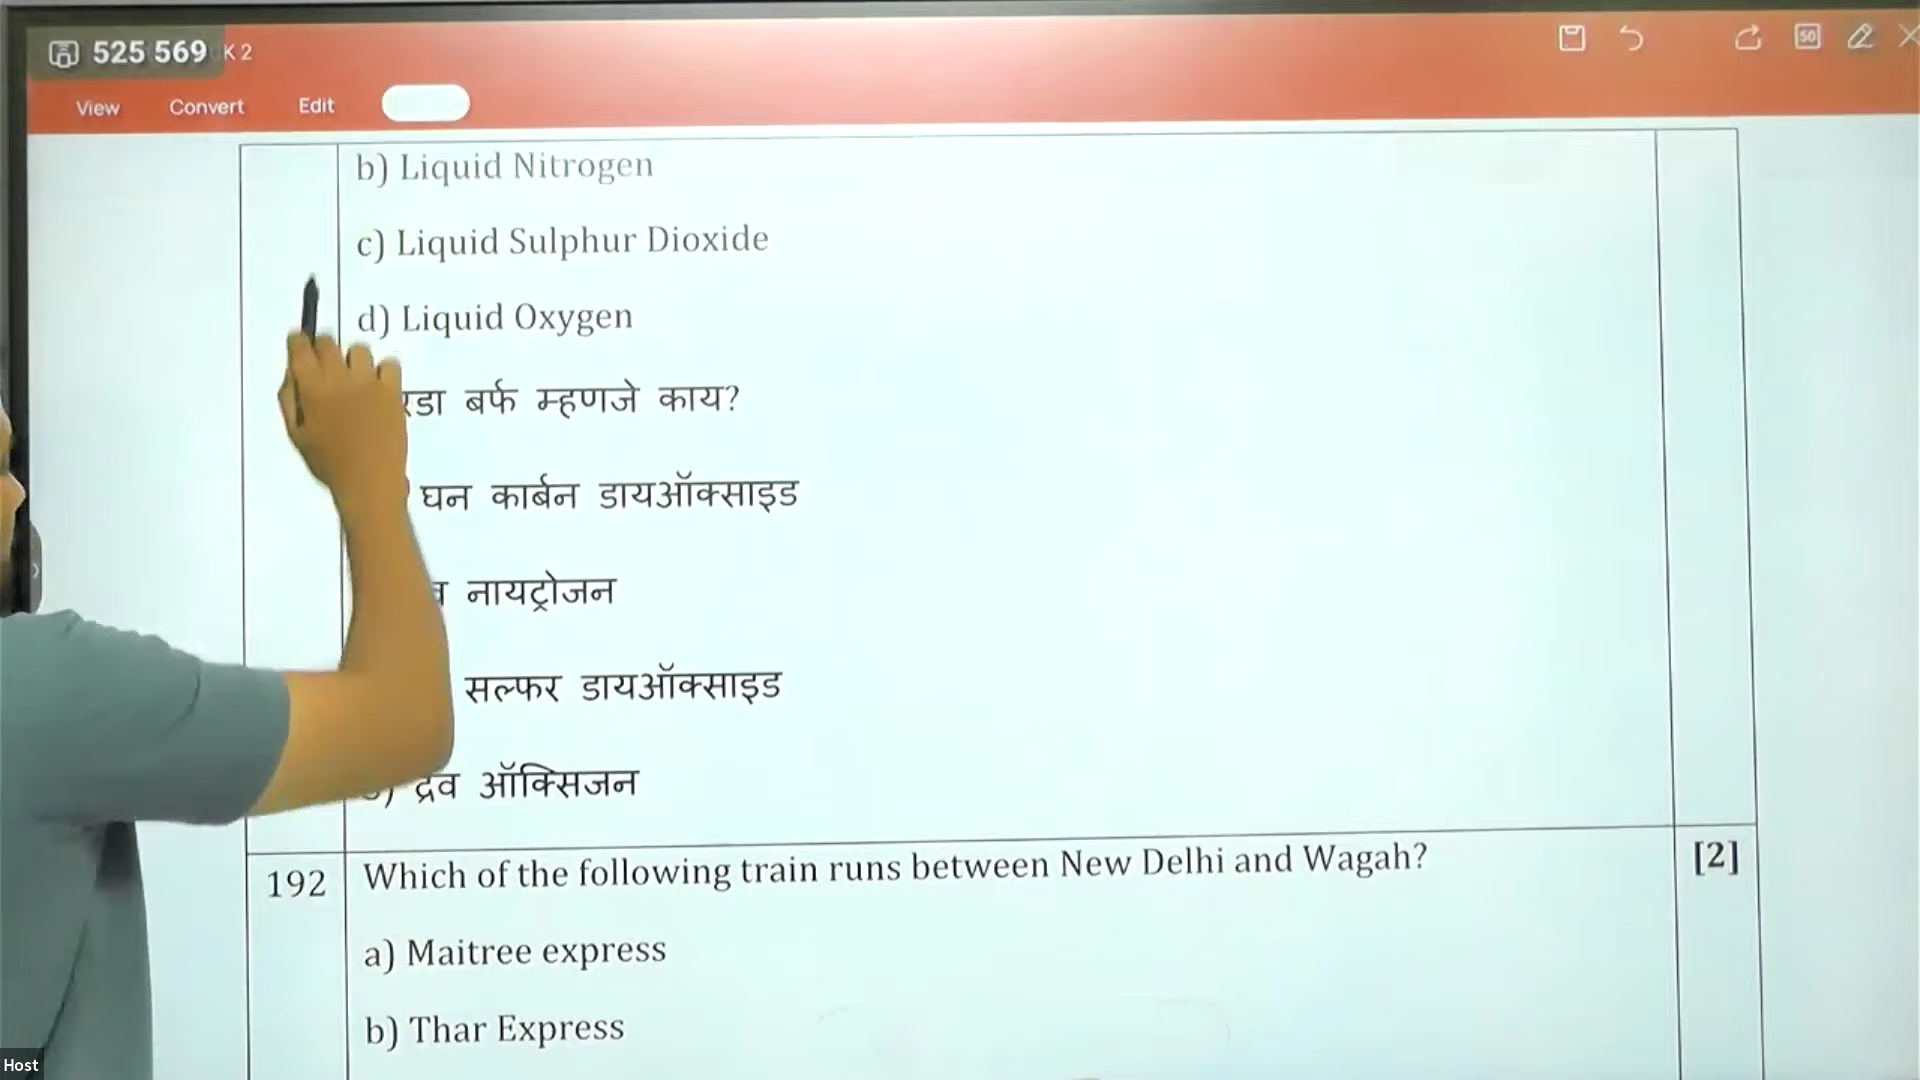 525 569 K 2
View Convert Edit
50
b) Liquid Nitrogen
c) Liquid Sulphur Dioxide
d) Liquid Oxygen
बर्फ म्हणजे काय?
घन कार्बन डायऑक्साइड
नायट्रोजन
सल्फर डायऑक्साइड
द्रव ऑक्सिजन
192 Which of the following train runs between New Delhi and Wagah? [2]
a) Maitree express
b) Thar Express
Host